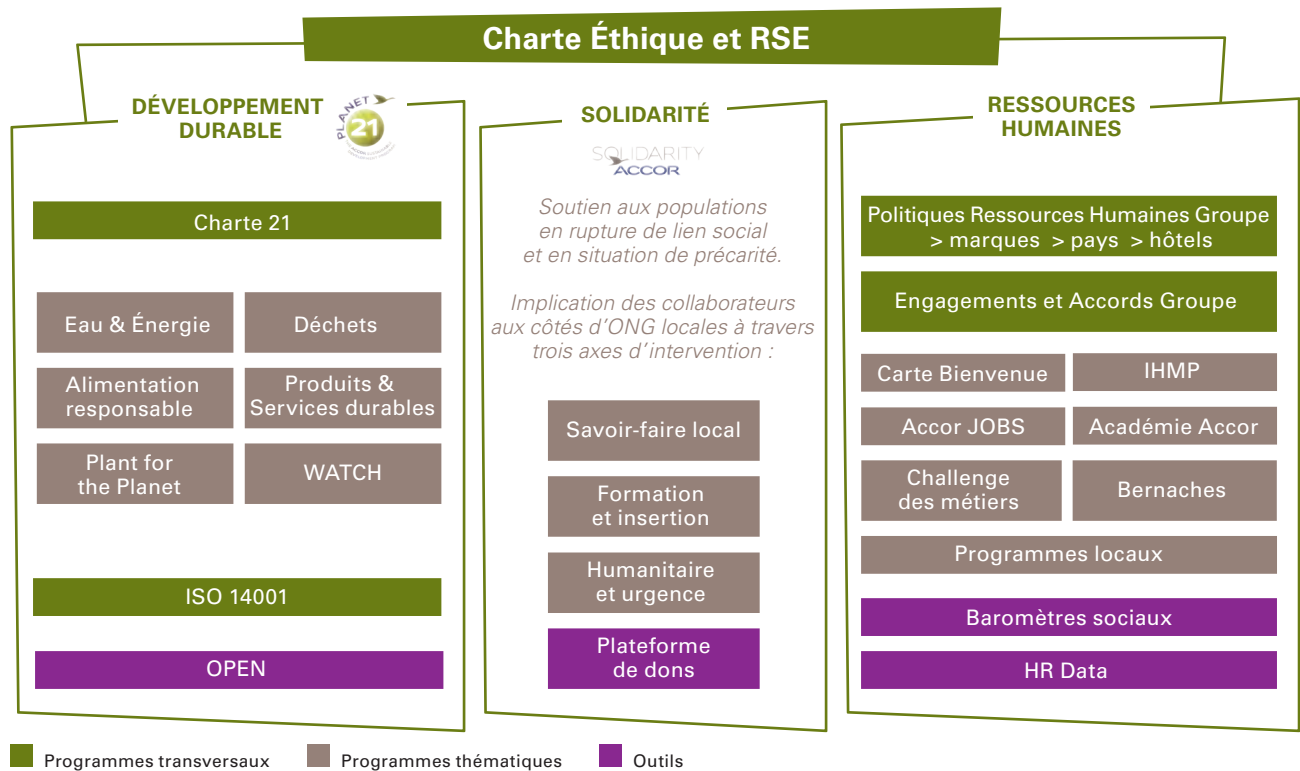 Charte Éthique et RSE
DÉVELOPPEMENT
DURABLE
PLANET
21
Charte 21
Eau & Énergie
Déchets
Alimentation
responsable
Produits &
Services durables
Plant for
the Planet
WATCH
ISO 14001
OPEN
SOLIDARITÉ
SOLIDARITY
ACCOR
Soutien aux populations
en rupture de lien social
et en situation de précarité.
Implication des collaborateurs
aux côtés d'ONG locales à travers
trois axes d'intervention :
Savoir-faire local
Formation
et insertion
Humanitaire
et urgence
Plateforme
de dons
RESSOURCES
HUMAINES
Politiques Ressources Humaines Groupe
> marques > pays > hôtels
Engagements et Accords Groupe
Carte Bienvenue
IHMP
Accor JOBS
Académie Accor
Challenge
des métiers
Bernaches
Programmes locaux
Baromètres sociaux
HR Data
Programmes transversaux
Programmes thématiques
Outils